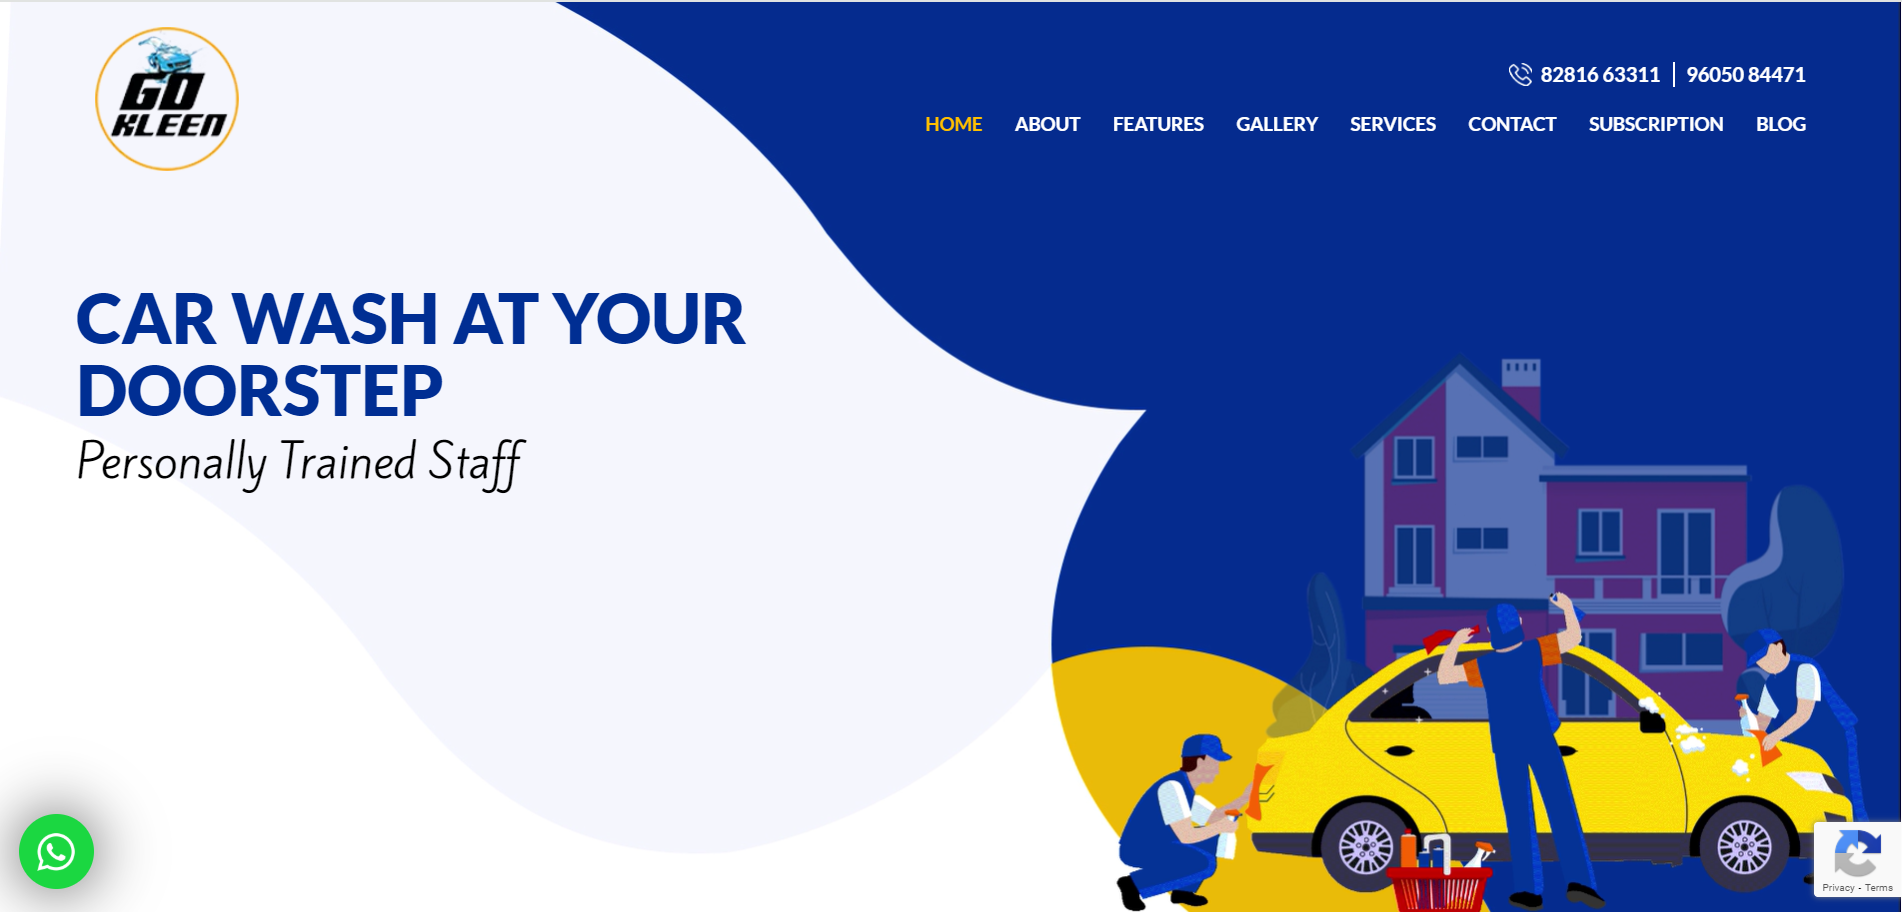 GO
KLEEN
82816 63311 | 96050 84471
HOME ABOUT FEATURES GALLERY SERVICES CONTACT SUBSCRIPTION BLOG
CAR WASH AT YOUR
DOORSTEP
Personally Trained Staff
Privacy - Terms